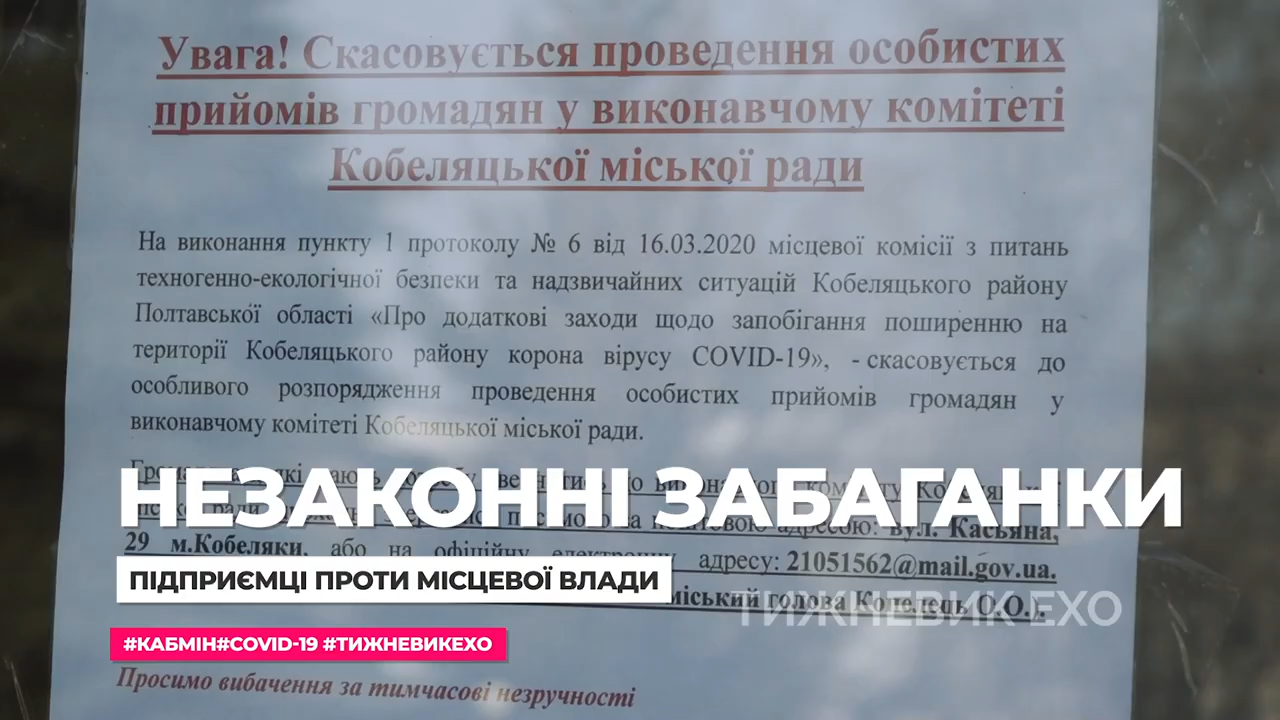 Увага! Скасовується проведення особистих
прийомів громадян у виконавчому комітеті
Кобеляцької міської ради
На виконання пункту 1 протоколу № 6 від 16.03.2020 місцевої комісії з питань
техногенно-екологічної безпеки та надзвичайних ситуацій Кобеляцького району
Полтавської області «Про додаткові заходи щодо запобігання поширенню на
території Кобеляцького району корона вірусу COVID-19», - скасовується до
особливого розпорядження проведення особистих прийомів громадян у
виконавчому комітеті Кобеляцької міської ради.
НЕЗАКОННІ ЗАБАГАНКИ
адресою: вул. Касьяна,
29 м.Кобеляки, або на офіційну електронну адресу: 21051562@mail.gov.ua.
ПІДПРИЄМЦІ ПРОТИ МІСЦЕВОЇ ВЛАДИ
міський голова Копелець О.О.).
ТИЖНЕВИК ЕХО
#КАБМІН#COVID-19 #ТИЖНЕВИКЕХО
Просимо вибачення за тимчасові незручності